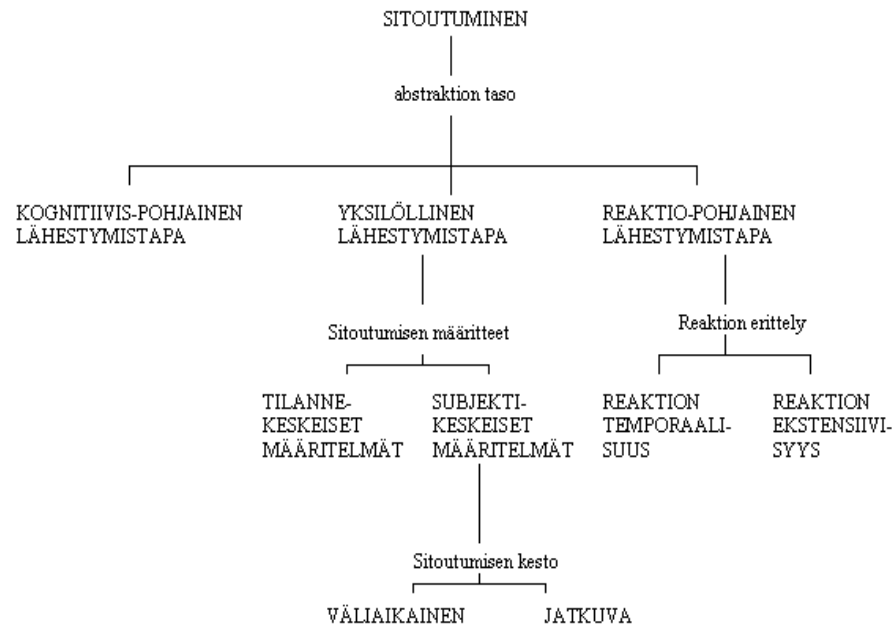 SITOUTUMINEN
abstraktion taso
KOGNITIIVIS-POHJAINEN
LÄHESTYMISTAPA
YKSILÖLLINEN
LÄHESTYMISTAPA
REAKTIO-POHJAINEN
LÄHESTYMISTAPA
Sitoutumisen määritteet
Reaktion erittely
TILANNE-
KESKEISET
MÄÄRITELMÄT
SUBJEKTI-
KESKEISET
MÄÄRITELMÄT
REAKTION
TEMPORAALI-
SUUS
REAKTION
EKSTENSIIVI-
SYYS
Sitoutumisen kesto
VÄLIAIKAINEN
JATKUVA